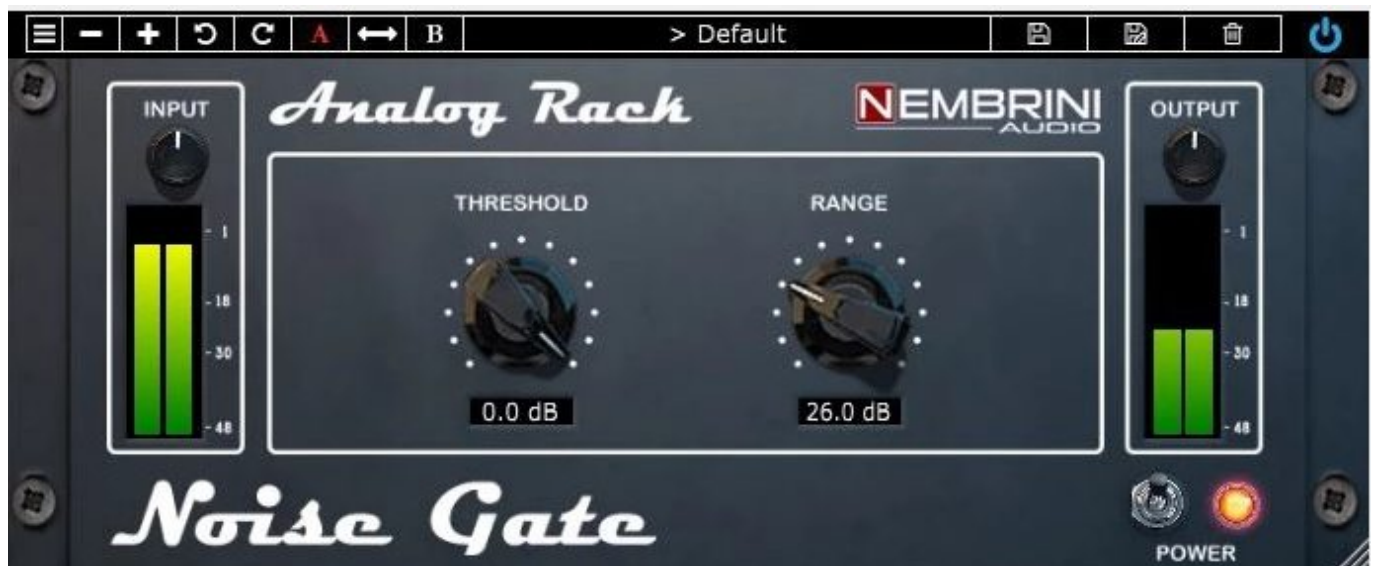 A B > Default
INPUT Analog Rack NEMBRINI AUDIO OUTPUT
THRESHOLD RANGE
1 1
18 18
30 30
48 48
0.0 dB 26.0 dB
Noise Gate
POWER